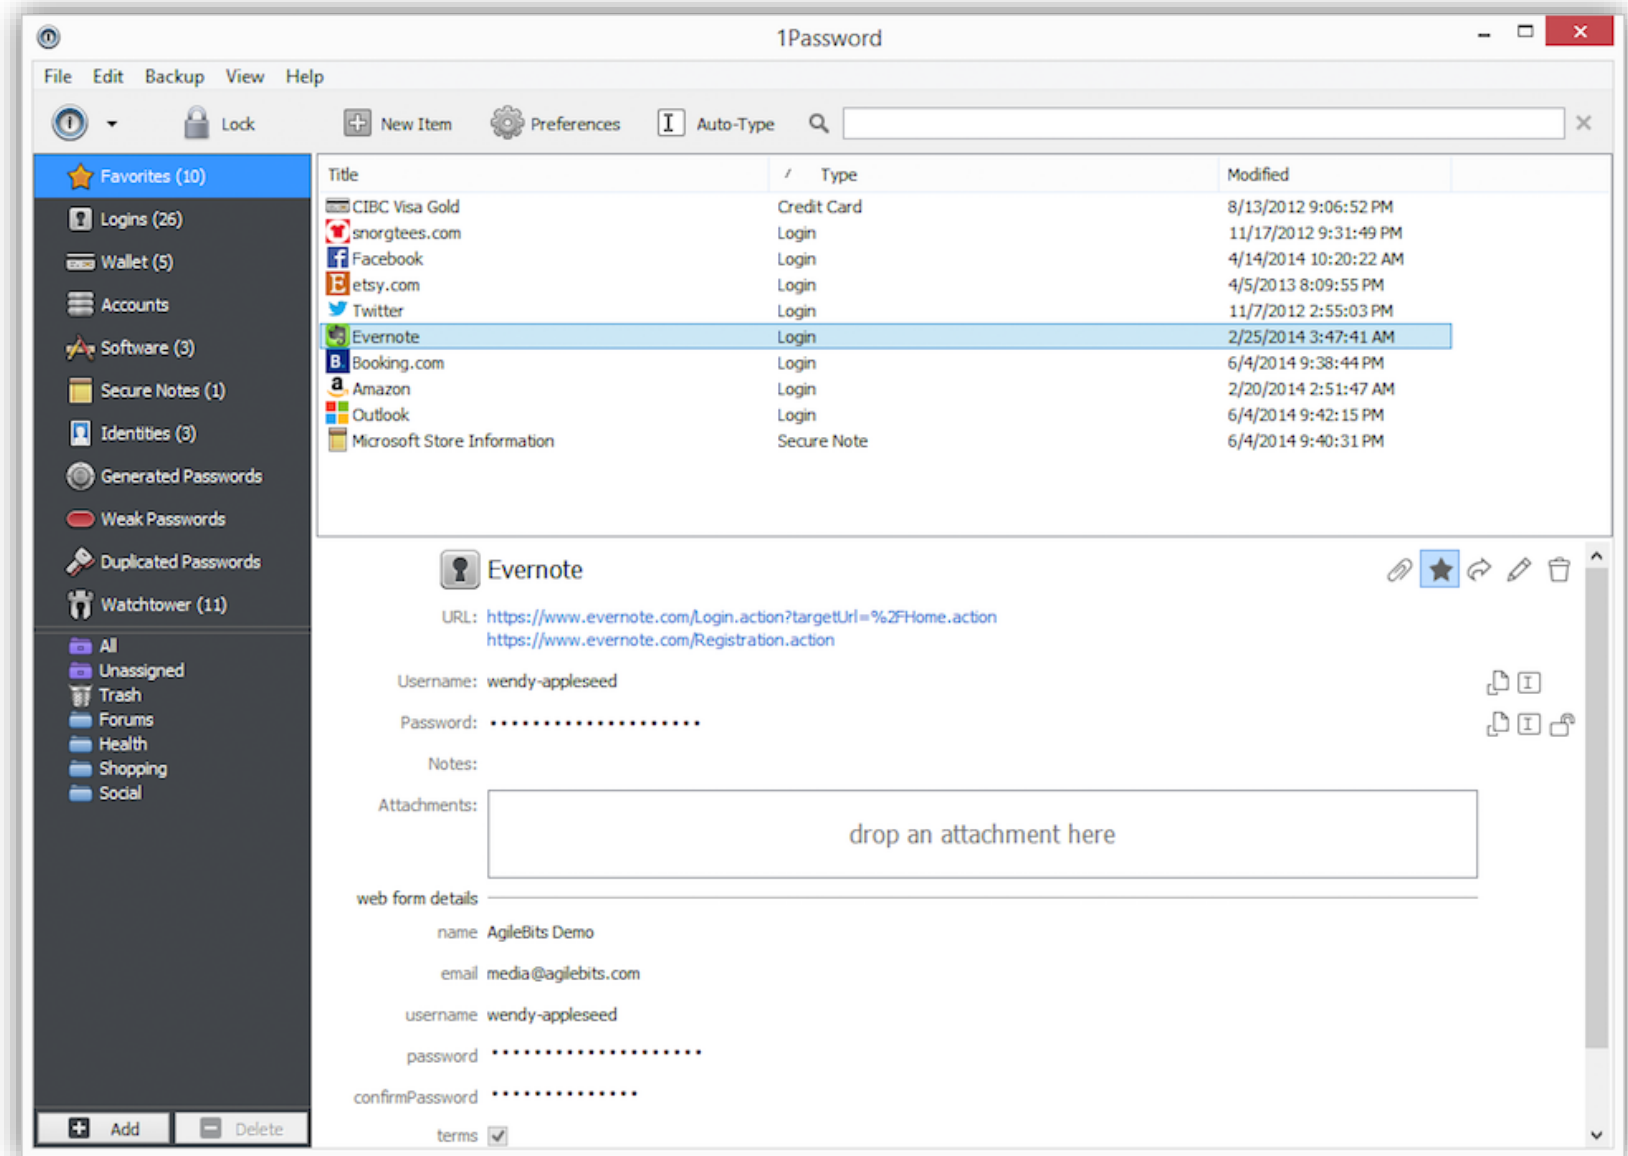 1Password
File Edit Backup View Help
Lock New Item Preferences Auto-Type
Favorites (10)
Logins (26)
Wallet (5)
Accounts
Software (3)
Secure Notes (1)
Identities (3)
Generated Passwords
Weak Passwords
Duplicated Passwords
Watchtower (11)
All
Unassigned
Trash
Forums
Health
Shopping
Social
Add Delete
Title / Type Modified
CIBC Visa Gold Credit Card 8/13/2012 9:06:52 PM
snorgtees.com Login 11/17/2012 9:31:49 PM
Facebook Login 4/14/2014 10:20:22 AM
etsy.com Login 4/5/2013 8:09:55 PM
Twitter Login 11/7/2012 2:55:03 PM
Evernote Login 2/25/2014 3:47:41 AM
Booking.com Login 6/4/2014 9:38:44 PM
Amazon Login 2/20/2014 2:51:47 AM
Outlook Login 6/4/2014 9:42:15 PM
Microsoft Store Information Secure Note 6/4/2014 9:40:31 PM
Evernote
URL: https://www.evernote.com/Login.action?targetUrl=%2FHome.action
https://www.evernote.com/Registration.action
Username: wendy-appleseed
Password: ••••••••••••••••••••
Notes:
Attachments:
drop an attachment here
web form details
name AgileBits Demo
email media@agilebits.com
username wendy-appleseed
password ••••••••••••••••••••
confirmPassword ••••••••••••••
terms